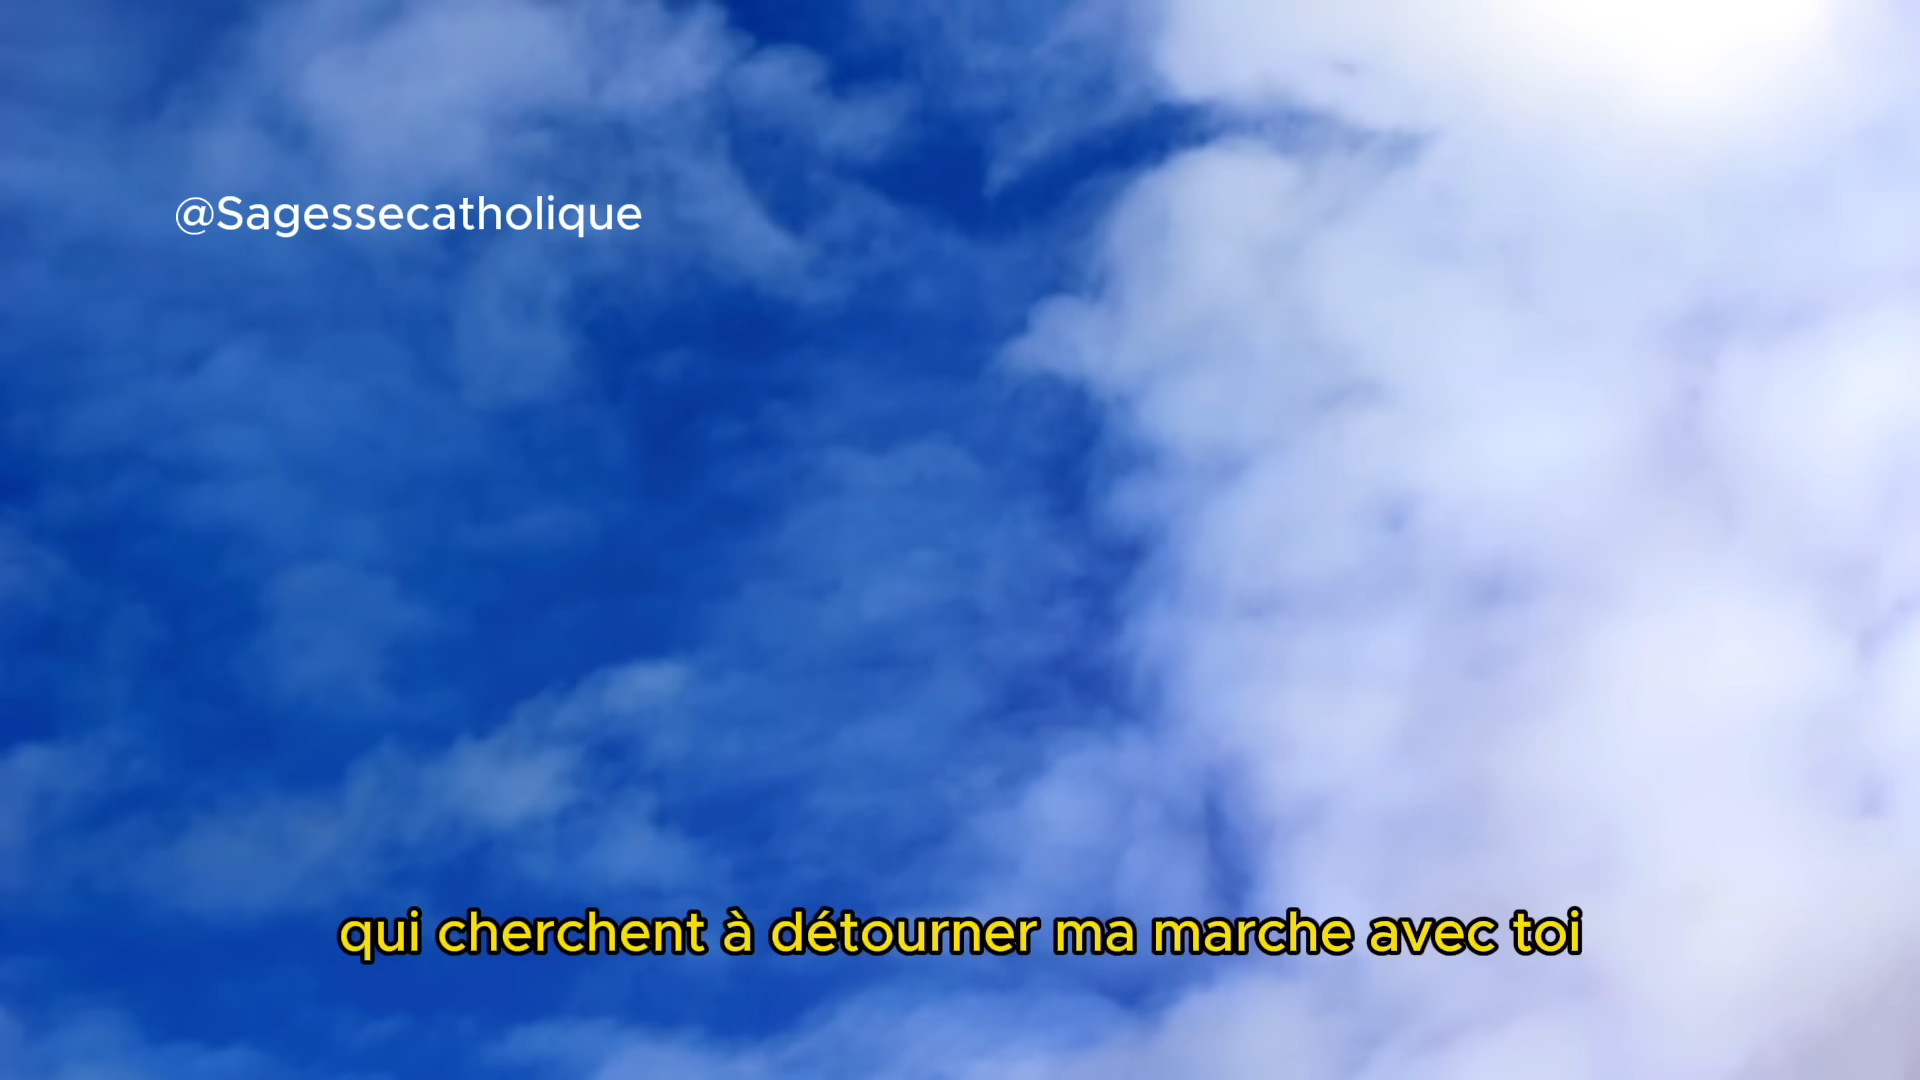 @Sagessecatholique
qui cherchent à détourner ma marche avec toi